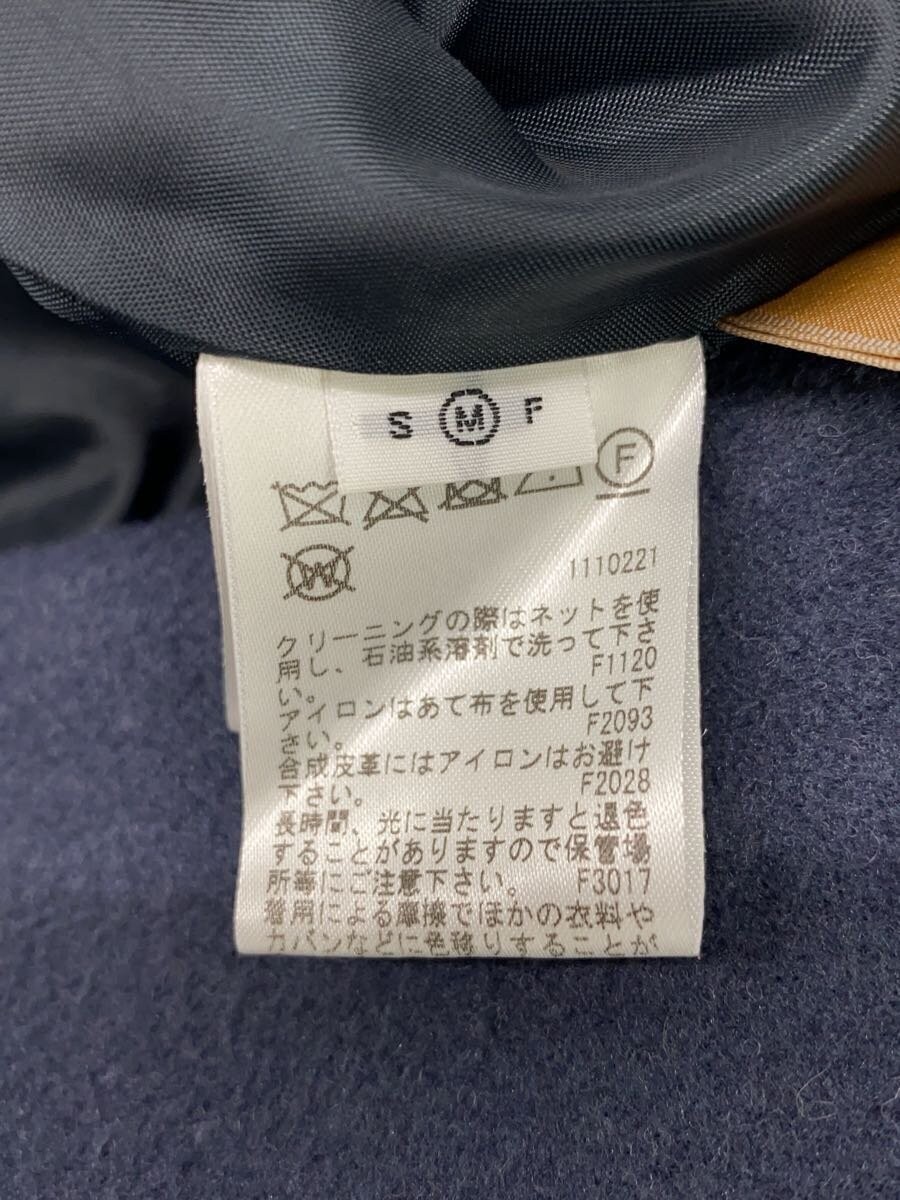 S M F
F
W
1110221
クリーニングの際はネットを使
用し、石油系溶剤で洗って下さ
い。 F1120
アイロンはあて布を使用して下
さい。 F2093
合成皮革にはアイロンはお避け
下さい。 F2028
長時間、光に当たりますと退色
することがありますので保管場
所等にご注意下さい。 F3017
着用による摩擦でほかの衣料や
カバンなどに色移りすることが